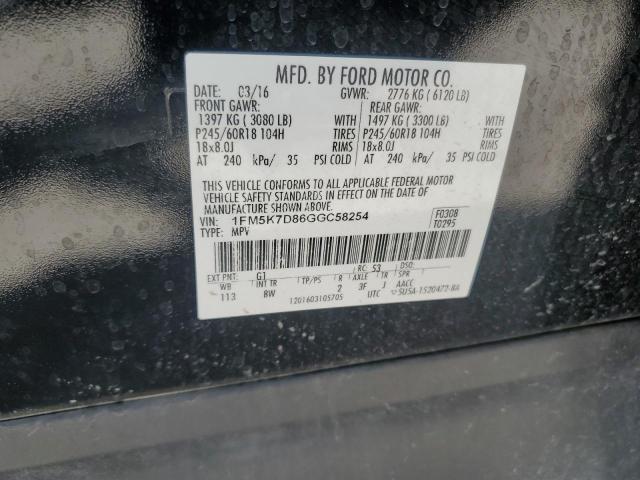 MFD. BY FORD MOTOR CO.
DATE: 03/16 GVWR: 2776 KG ( 6120 LB)
FRONT GAWR: REAR GAWR:
1397 KG ( 3080 LB) WITH 1497 KG ( 3300 LB)
P245/60R18 104H TIRES P245/60R18 104H
18x8.0J RIMS 18x8.0J
AT 240 kPa/ 35 PSI COLD AT 240 kPa/ 35 PSI COLD
THIS VEHICLE CONFORMS TO ALL APPLICABLE FEDERAL MOTOR
VEHICLE SAFETY STANDARDS IN EFFECT ON THE DATE OF
MANUFACTURE SHOWN ABOVE.
VIN: 1FM5K7D86GGC58254 F0308
TYPE: MPV T0295
EXT PNT: G1 RC: 53 DSO:
WB INT TR TP/PS R AXLE TR SPR
113 8W 2 3F J AACC
1201603105705 UTC 5U5A-1520472-BA